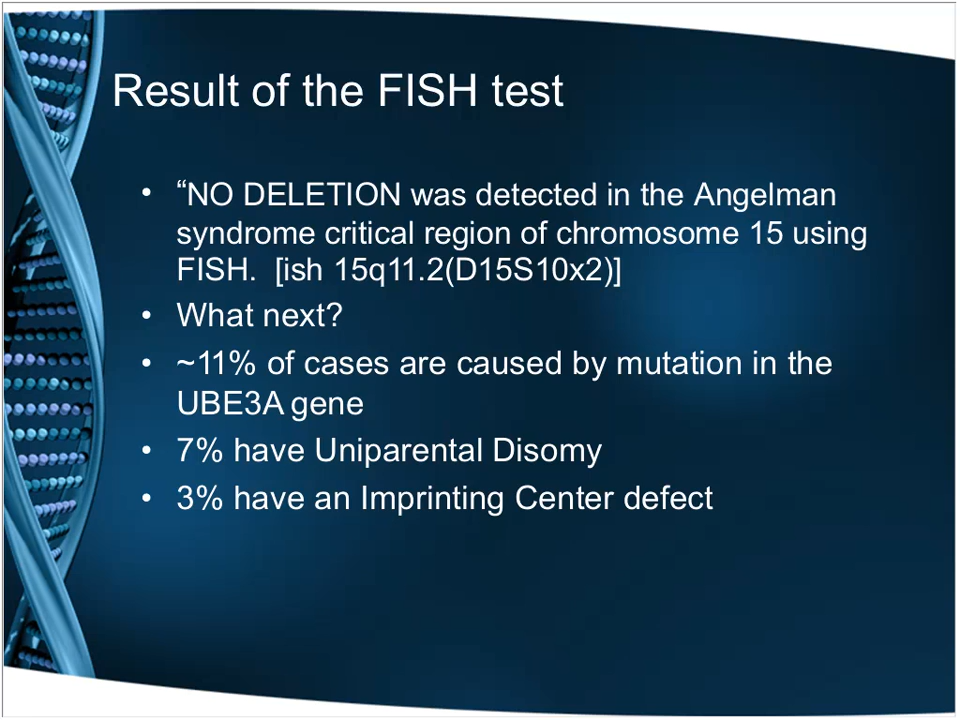 Result of the FISH test
• “NO DELETION was detected in the Angelman
syndrome critical region of chromosome 15 using
FISH.  [ish 15q11.2(D15S10x2)]
• What next?
• ~11% of cases are caused by mutation in the
UBE3A gene
• 7% have Uniparental Disomy
• 3% have an Imprinting Center defect